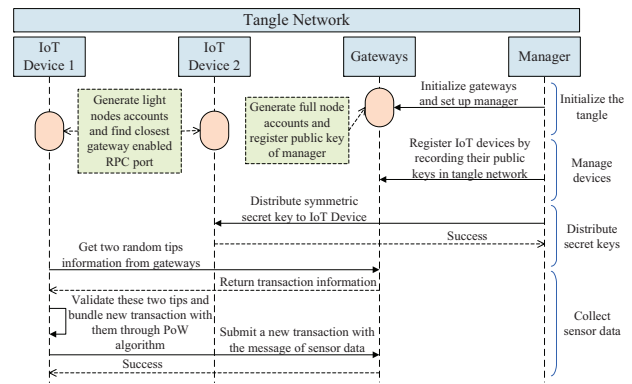 Tangle Network
IoT
Device 1
IoT
Device 2
Gateways
Manager
Generate light
nodes accounts
and find closest
gateway enabled
RPC port
Generate full node
accounts and
register public key
of manager
Initialize gateways
and set up manager
Initialize the
tangle
Register IoT devices by
recording their public
keys in tangle network
Manage
devices
Distribute symmetric
secret key to IoT Device
Success
Distribute
secret keys
Get two random tips
information from gateways
Return transaction information
Validate these two tips and
bundle new transaction with
them through PoW
algorithm
Submit a new transaction with
the message of sensor data
Success
Collect
sensor data